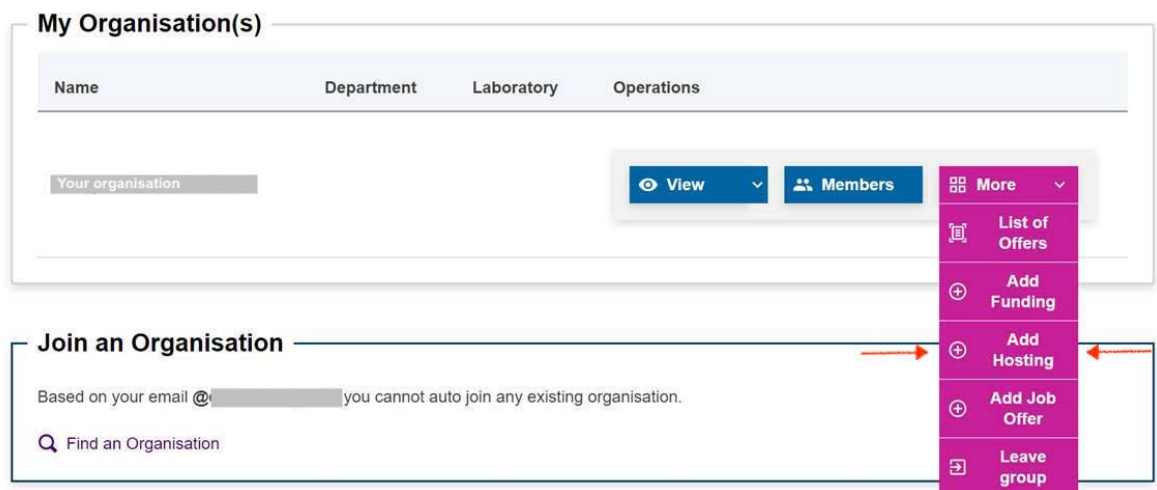 My Organisation(s)
Name Department Laboratory Operations
Your organisation
View Members More
List of
Offers
Add
Funding
Join an Organisation
Add
Hosting
Based on your email @ you cannot auto join any existing organisation.
Add Job
Offer
Find an Organisation
Leave
group